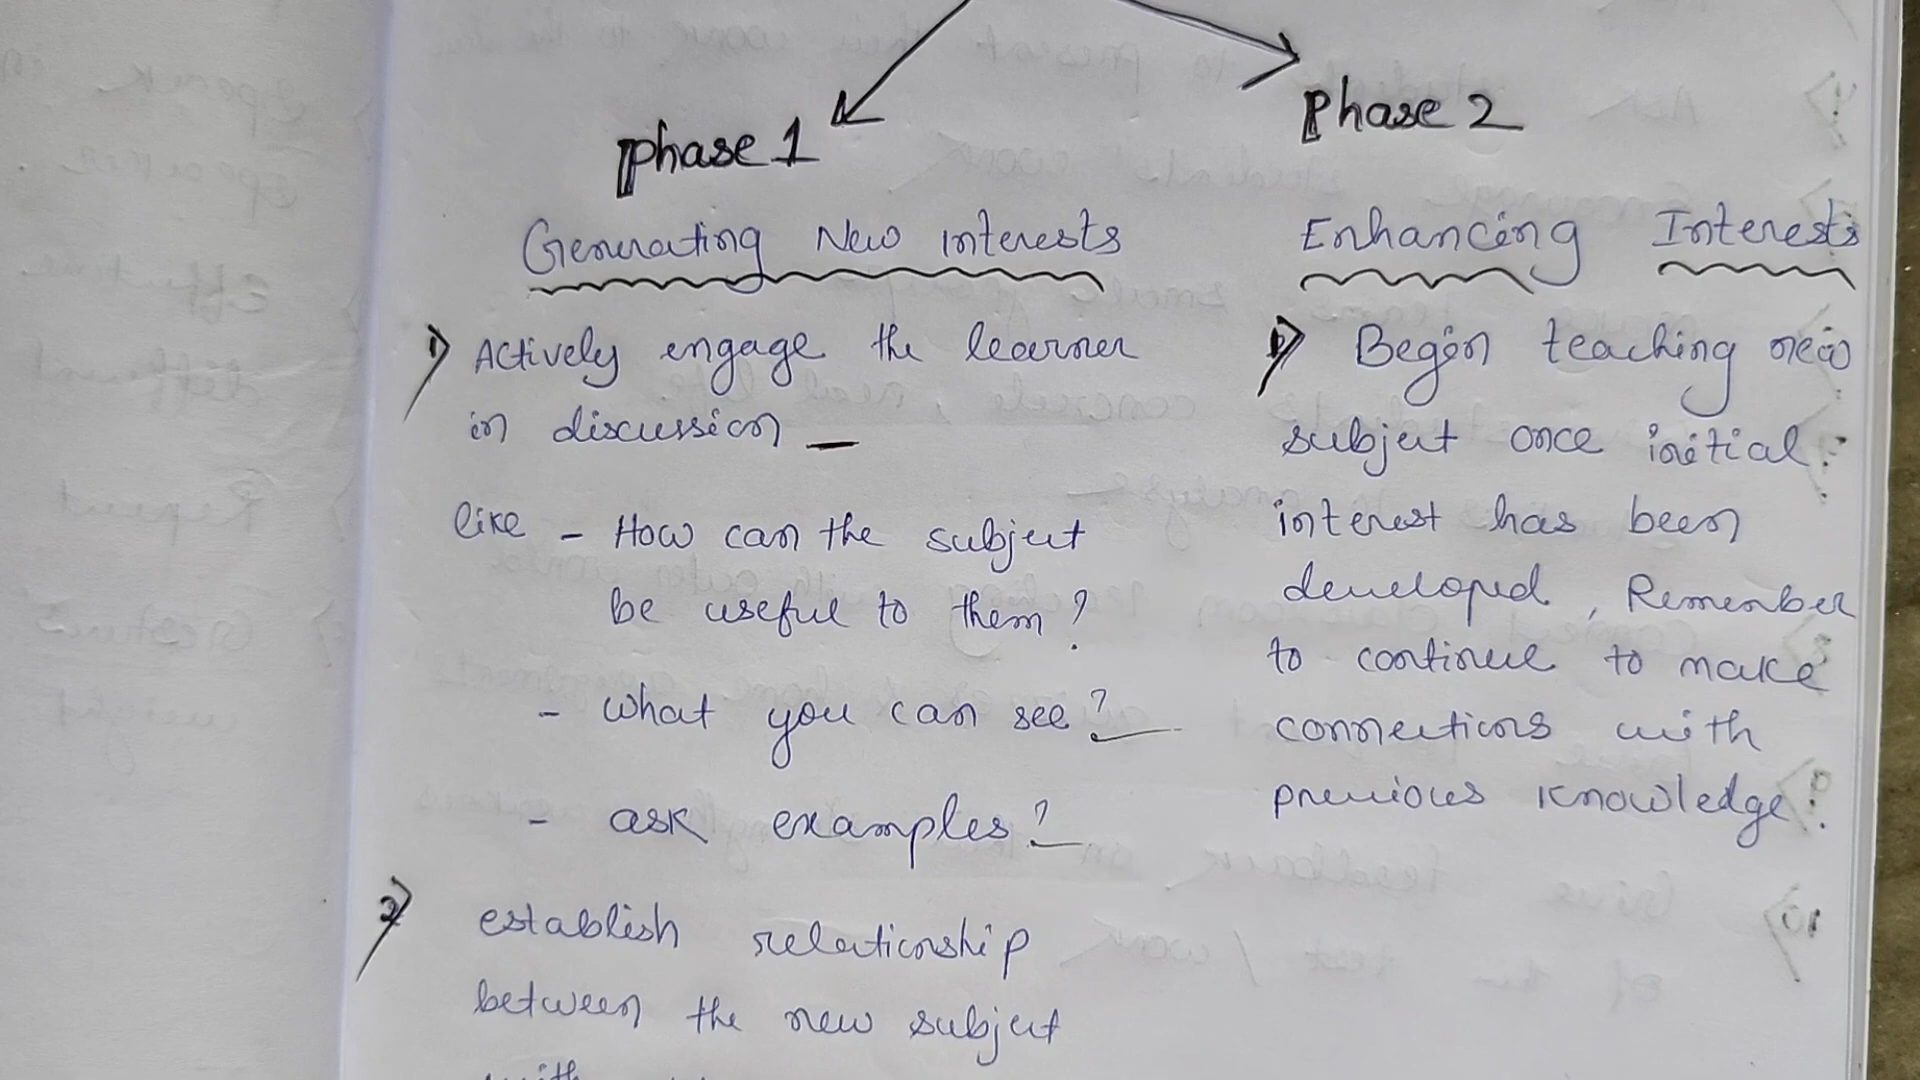 Phase 1
Generating New interests
1) Actively engage the learner
in discussion —
like - How can the subject
be useful to them?
- what you can see?
- ask examples?
2) establish relationship
between the new subject
with
Phase 2
Enhancing Interests
1) Begin teaching new
subject once initial
interest has been
developed, Remember
to continue to make
connections with
previous knowledge.